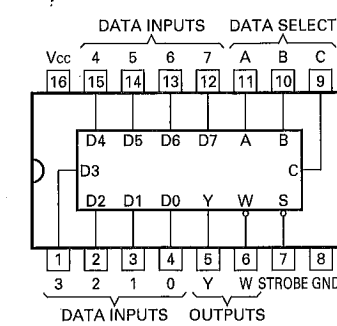 ?
DATA INPUTS DATA SELECT
Vcc 4 5 6 7 A B C
16 15 14 13 12 11 10 9
D4 D5 D6 D7 A B
D3 C
D2 D1 D0 Y W S
1 2 3 4 5 6 7 8
3 2 1 0 Y W STROBE GND
DATA INPUTS OUTPUTS